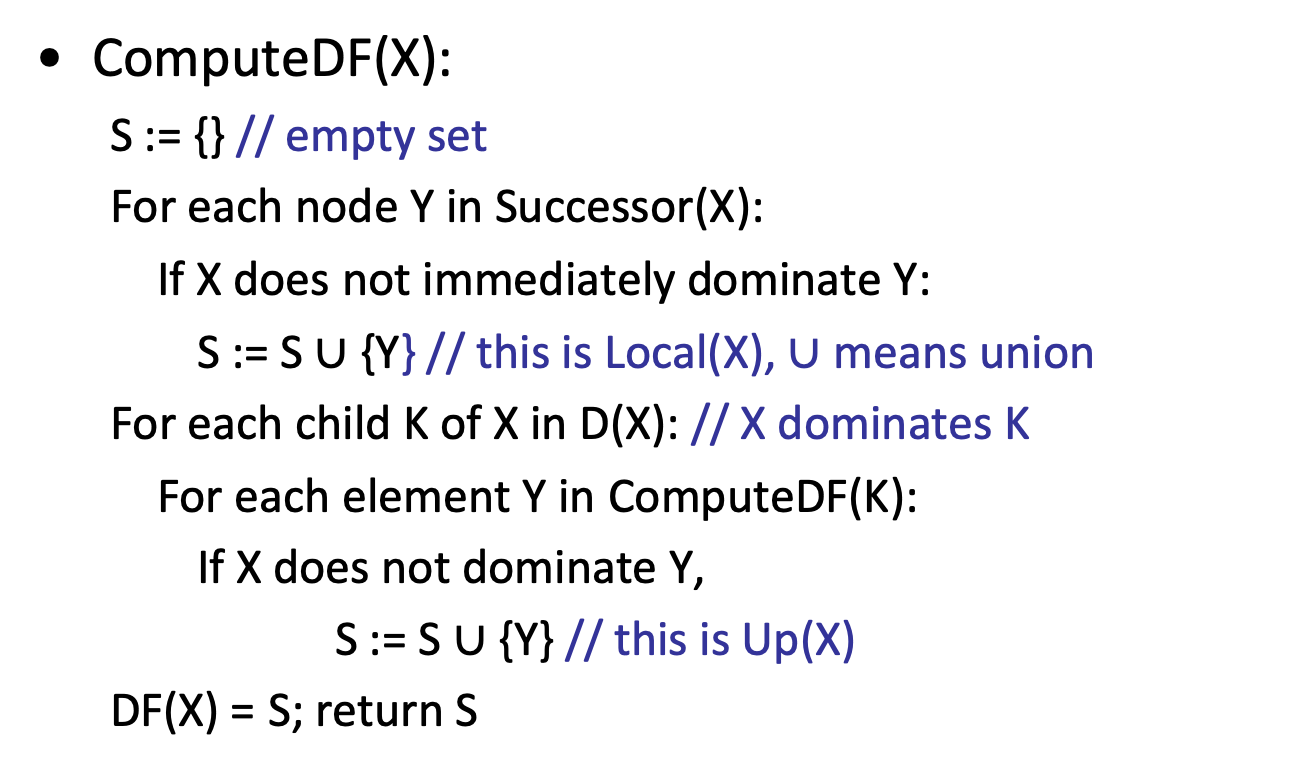 • ComputeDF(X):
S := {} // empty set
For each node Y in Successor(X):
If X does not immediately dominate Y:
S := S ∪ {Y} // this is Local(X), ∪ means union
For each child K of X in D(X): // X dominates K
For each element Y in ComputeDF(K):
If X does not dominate Y,
S := S ∪ {Y} // this is Up(X)
DF(X) = S; return S